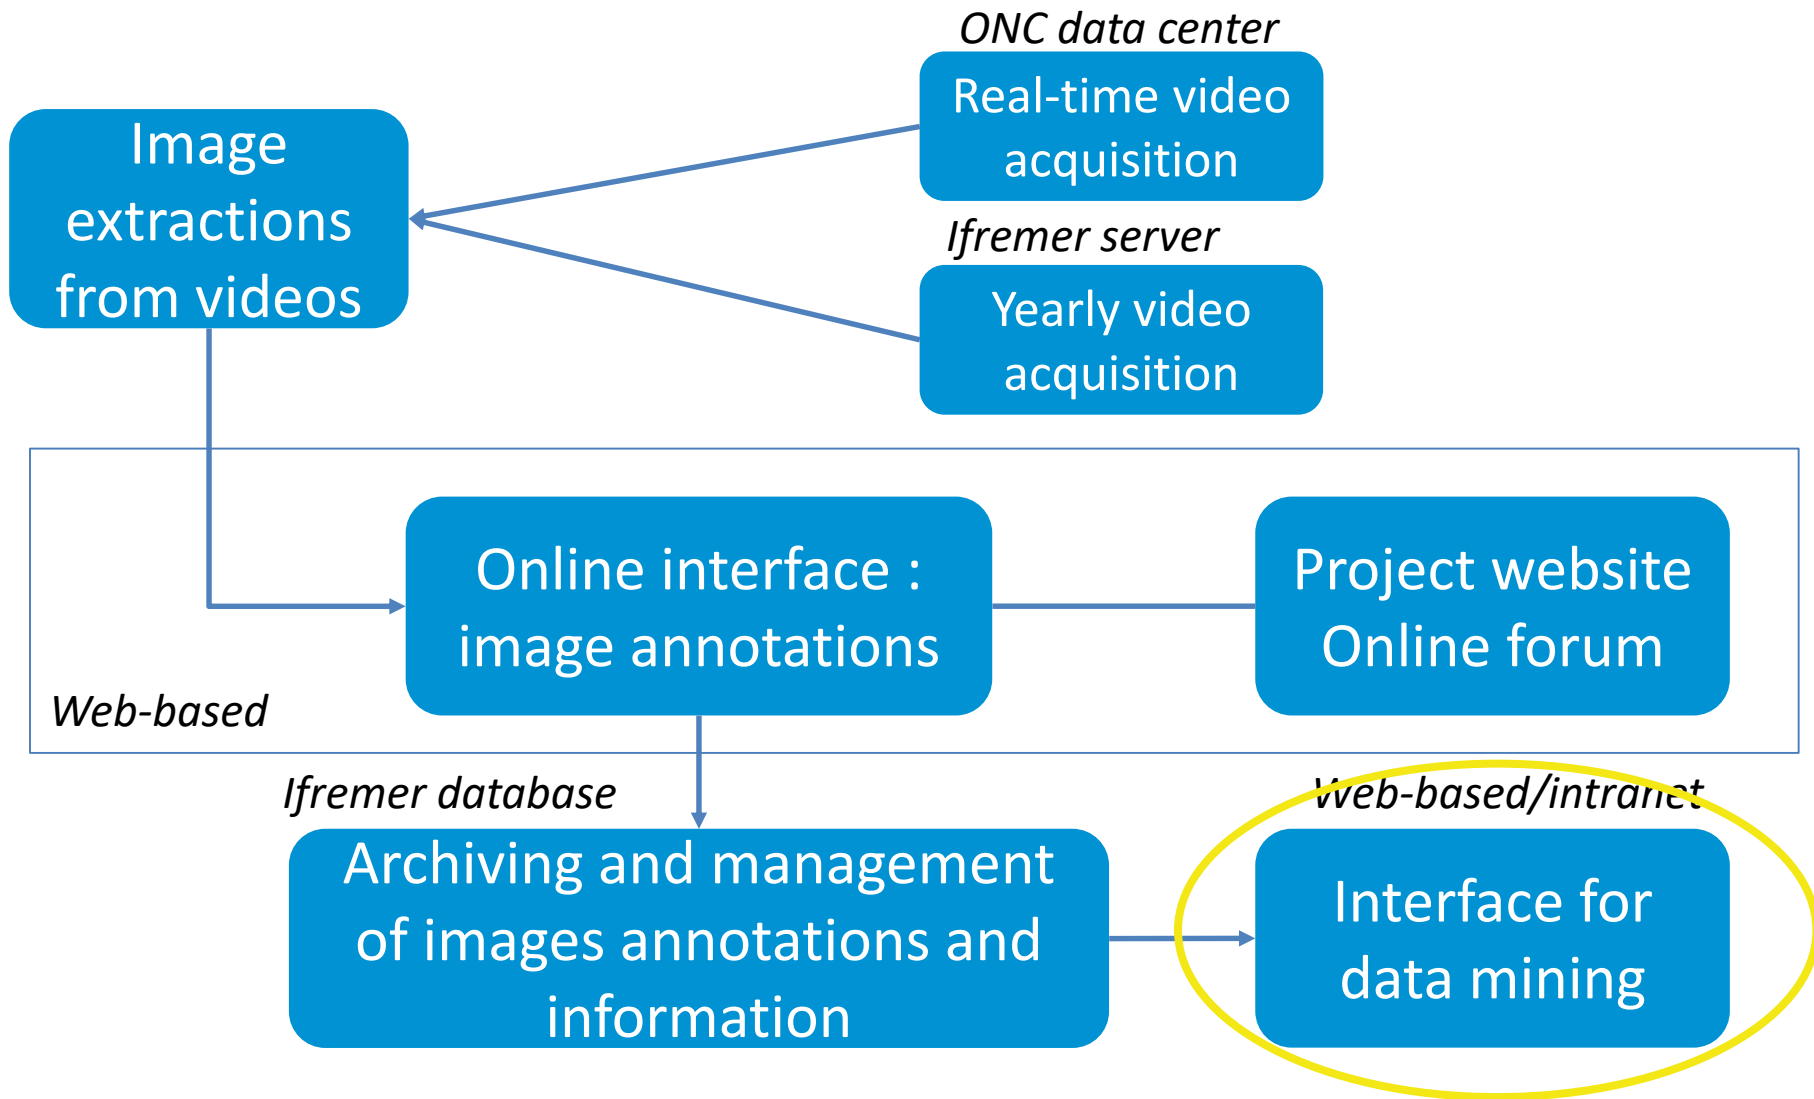 ONC data center
Real-time video
acquisition
Image
extractions
from videos
Ifremer server
Yearly video
acquisition
Online interface :
image annotations
Project website
Online forum
Web-based
Ifremer database
Web-based/intranet
Archiving and management
of images annotations and
information
Interface for
data mining